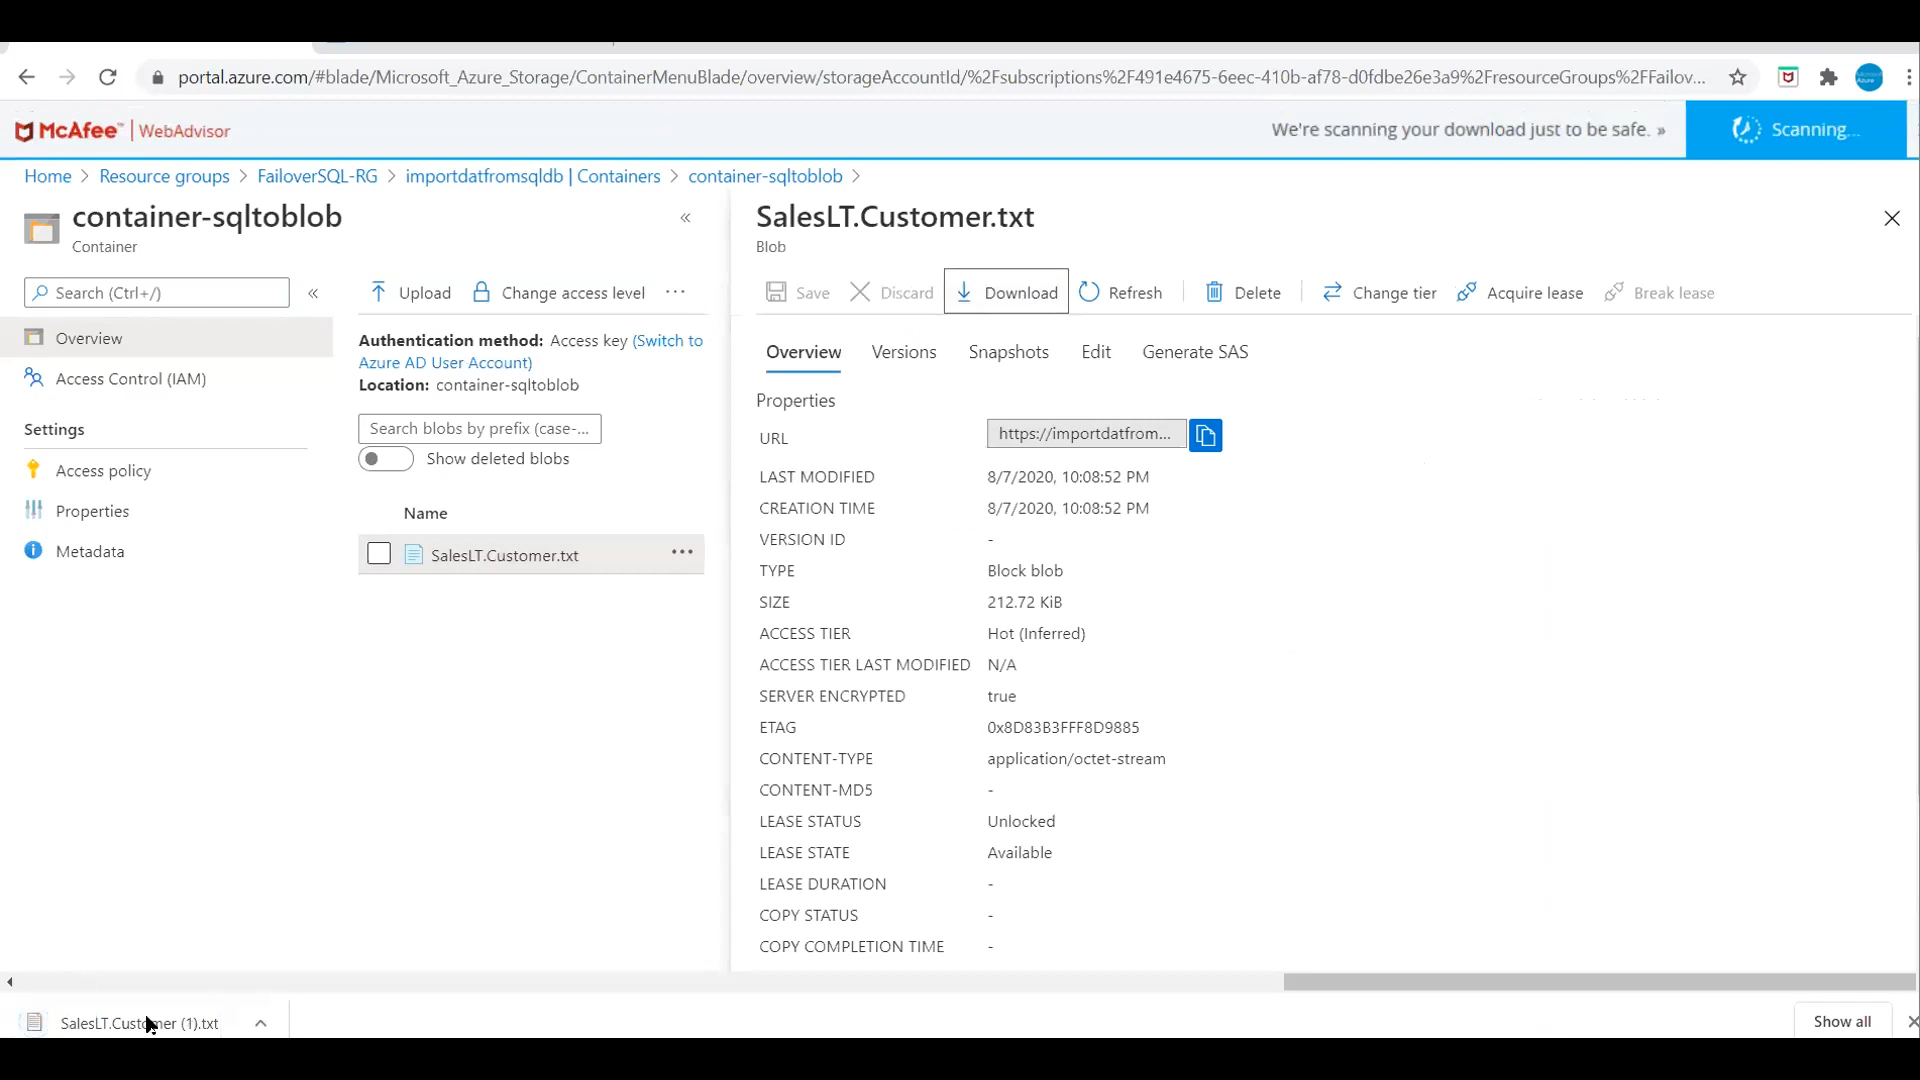 portal.azure.com/#blade/Microsoft_Azure_Storage/ContainerMenuBlade/overview/storageAccountId/%2Fsubscriptions%2F491e4675-6eec-410b-af78-d0fdbe26e3a9%2FresourceGroups%2FFailov...
McAfee™ | WebAdvisor
We're scanning your download just to be safe. »
Scanning...
Home > Resource groups > FailoverSQL-RG > importdatfromsqldb | Containers > container-sqltoblob >
container-sqltoblob
Container
«
Search (Ctrl+/)
«
Overview
Access Control (IAM)
Settings
Access policy
Properties
Metadata
Upload
Change access level
...
Authentication method: Access key (Switch to
Azure AD User Account)
Location: container-sqltoblob
Search blobs by prefix (case-...
Show deleted blobs
Name
SalesLT.Customer.txt
...
SalesLT.Customer.txt
Blob
Save
Discard
Download
Refresh
Delete
Change tier
Acquire lease
Break lease
Overview
Versions
Snapshots
Edit
Generate SAS
Properties
URL https://importdatfrom...
LAST MODIFIED 8/7/2020, 10:08:52 PM
CREATION TIME 8/7/2020, 10:08:52 PM
VERSION ID -
TYPE Block blob
SIZE 212.72 KiB
ACCESS TIER Hot (Inferred)
ACCESS TIER LAST MODIFIED N/A
SERVER ENCRYPTED true
ETAG 0x8D83B3FFF8D9885
CONTENT-TYPE application/octet-stream
CONTENT-MD5 -
LEASE STATUS Unlocked
LEASE STATE Available
LEASE DURATION -
COPY STATUS -
COPY COMPLETION TIME -
SalesLT.Customer (1).txt
Show all